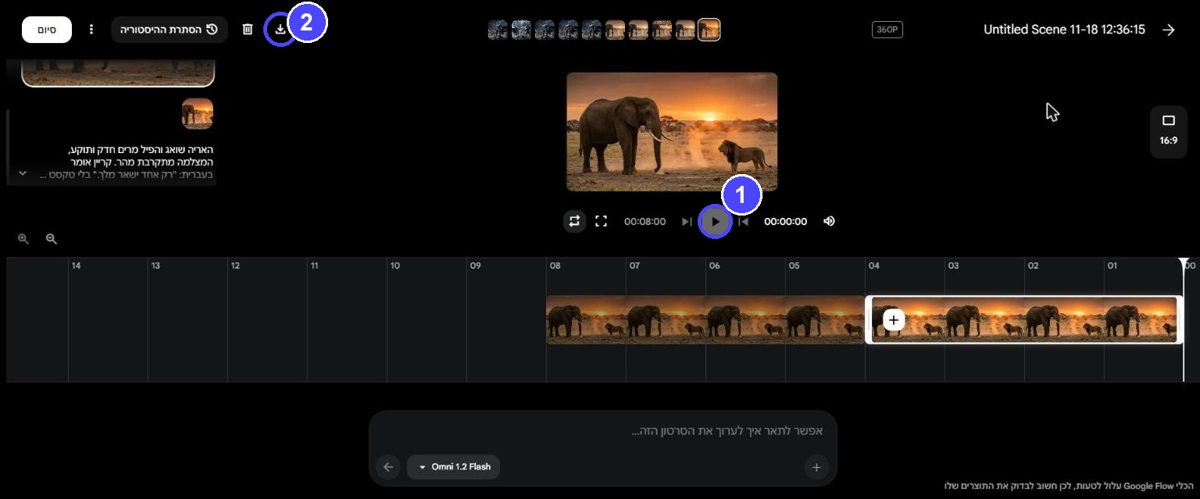 Untitled Scene 11-18 12:36:15
360P
הסתרת ההיסטוריה
סיום
2
16:9
האריה שואג והפיל מרים חדק ותוקע,
המצלמה מתקרבת מהר. קריין אומר
בעברית: "רק אחד ישאר מלך." בלי טקסט ...
1
00:00:00
00:08:00
00
01
02
03
04
05
06
07
08
09
10
11
12
13
14
אפשר לתאר איך לערוך את הסרטון הזה...
Omni 1.2 Flash
הכלי Google Flow עלול לטעות, לכן חשוב לבדוק את התוצרים שלו